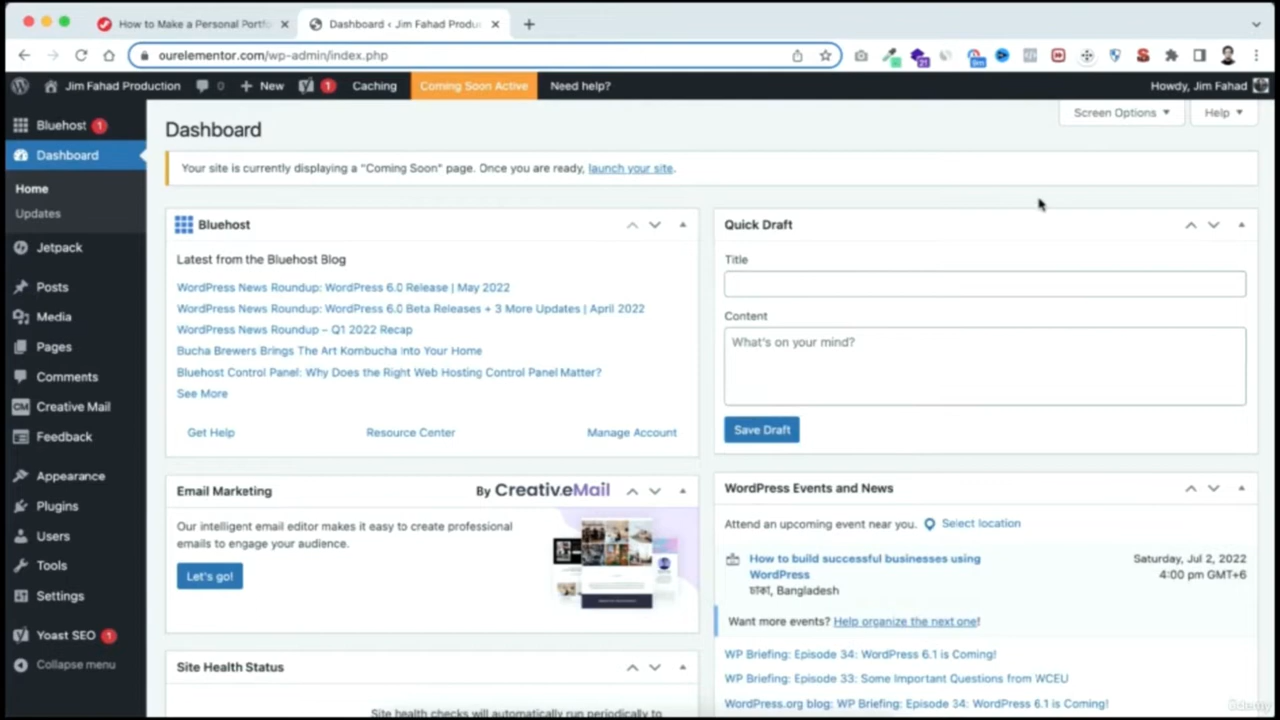 How to Make a Personal Portfo
Dashboard ‹ Jim Fahad Produ
ourelementor.com/wp-admin/index.php
Jim Fahad Production 0 + New 1 Caching Coming Soon Active Need help? Howdy, Jim Fahad
Bluehost 1
Dashboard
Home
Updates
Jetpack
Posts
Media
Pages
Comments
Creative Mail
Feedback
Appearance
Plugins
Users
Tools
Settings
Yoast SEO 1
Collapse menu
Dashboard
Screen Options
Help
Your site is currently displaying a "Coming Soon" page. Once you are ready, launch your site.
Bluehost
Latest from the Bluehost Blog
WordPress News Roundup: WordPress 6.0 Release | May 2022
WordPress News Roundup: WordPress 6.0 Beta Releases + 3 More Updates | April 2022
WordPress News Roundup – Q1 2022 Recap
Bucha Brewers Brings The Art Kombucha Into Your Home
Bluehost Control Panel: Why Does the Right Web Hosting Control Panel Matter?
See More
Get Help Resource Center Manage Account
Email Marketing
By CreativeMail
Our intelligent email editor makes it easy to create professional
emails to engage your audience.
Let's go!
Site Health Status
Site health checks will automatically run periodically to
Quick Draft
Title
Content
What's on your mind?
Save Draft
WordPress Events and News
Attend an upcoming event near you. Select location
How to build successful businesses using
WordPress
ঢাকা, Bangladesh
Saturday, Jul 2, 2022
4:00 pm GMT+6
Want more events? Help organize the next one!
WP Briefing: Episode 34: WordPress 6.1 is Coming!
WP Briefing: Episode 33: Some Important Questions from WCEU
WordPress.org blog: WP Briefing: Episode 34: WordPress 6.1 is Coming!
Udemy